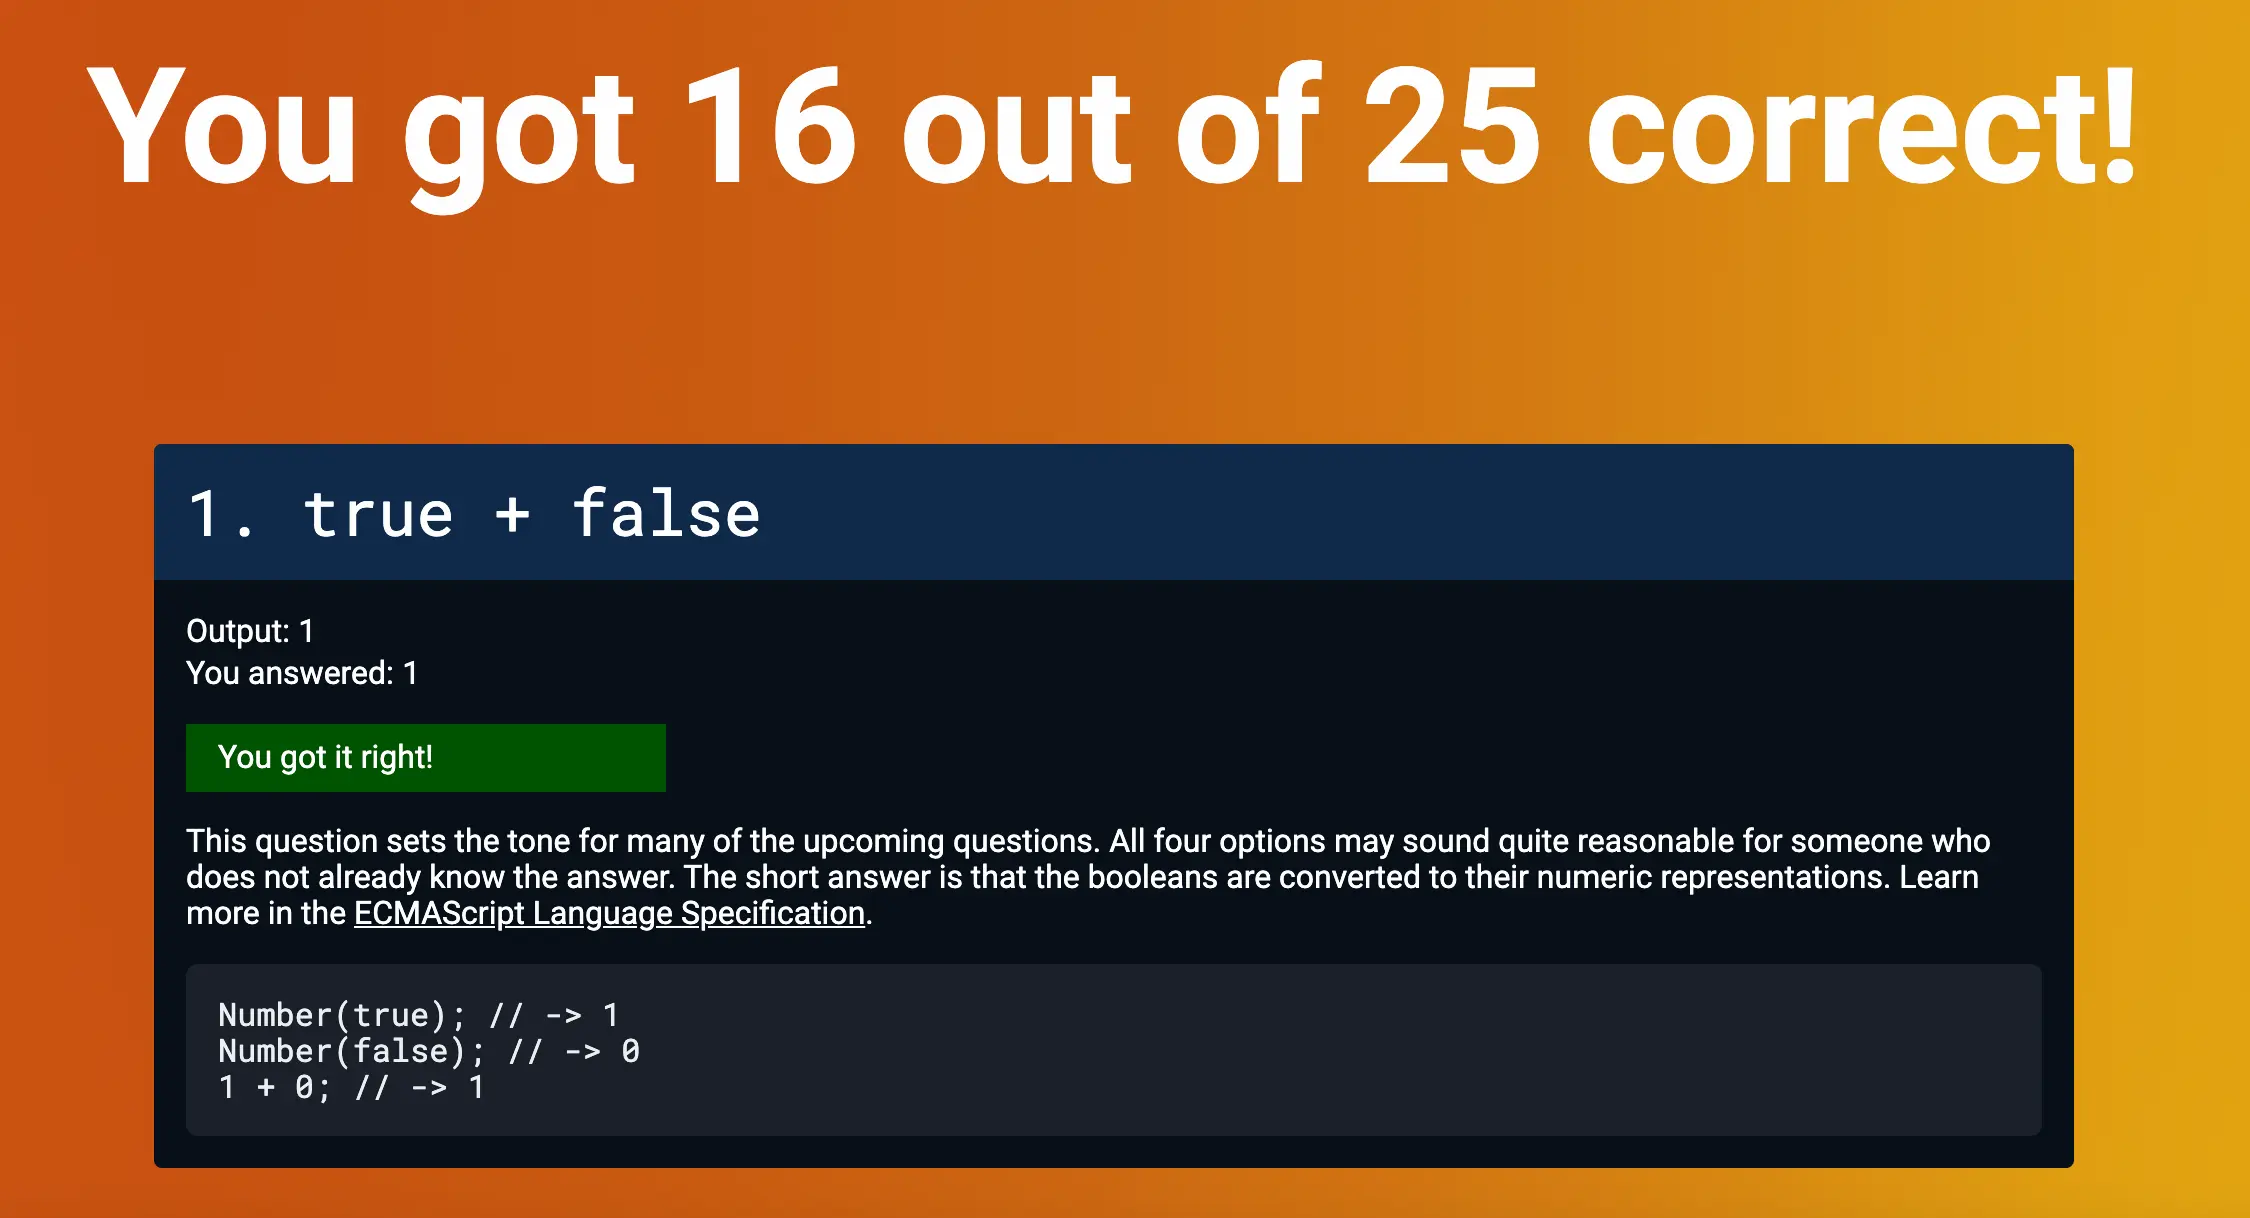 You got 16 out of 25 correct!
1. true + false
Output: 1
You answered: 1
You got it right!
This question sets the tone for many of the upcoming questions. All four options may sound quite reasonable for someone who
does not already know the answer. The short answer is that the booleans are converted to their numeric representations. Learn
more in the ECMAScript Language Specification.
Number(true); // -> 1
Number(false); // -> 0
1 + 0; // -> 1